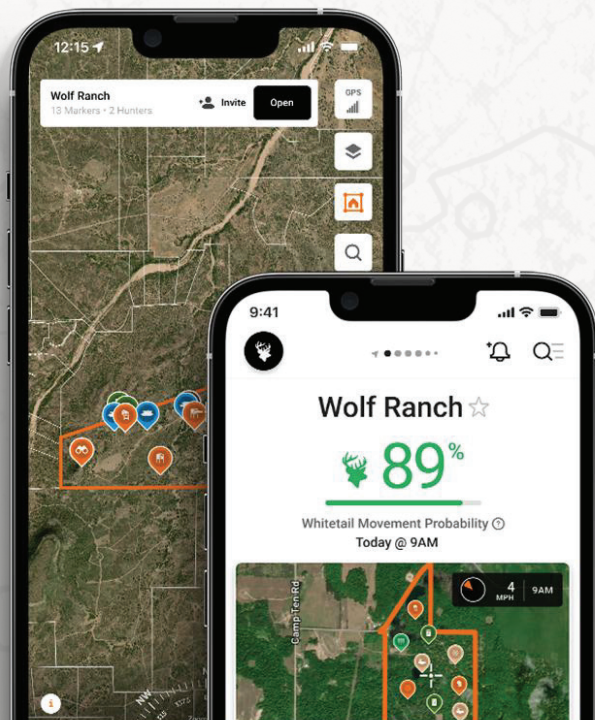 12:15
Wolf Ranch
13 Markers • 2 Hunters
Invite
Open
GPS
9:41
Wolf Ranch
89%
Whitetail Movement Probability
Today @ 9AM
Camp Ten Rd
4
MPH
9AM
NW